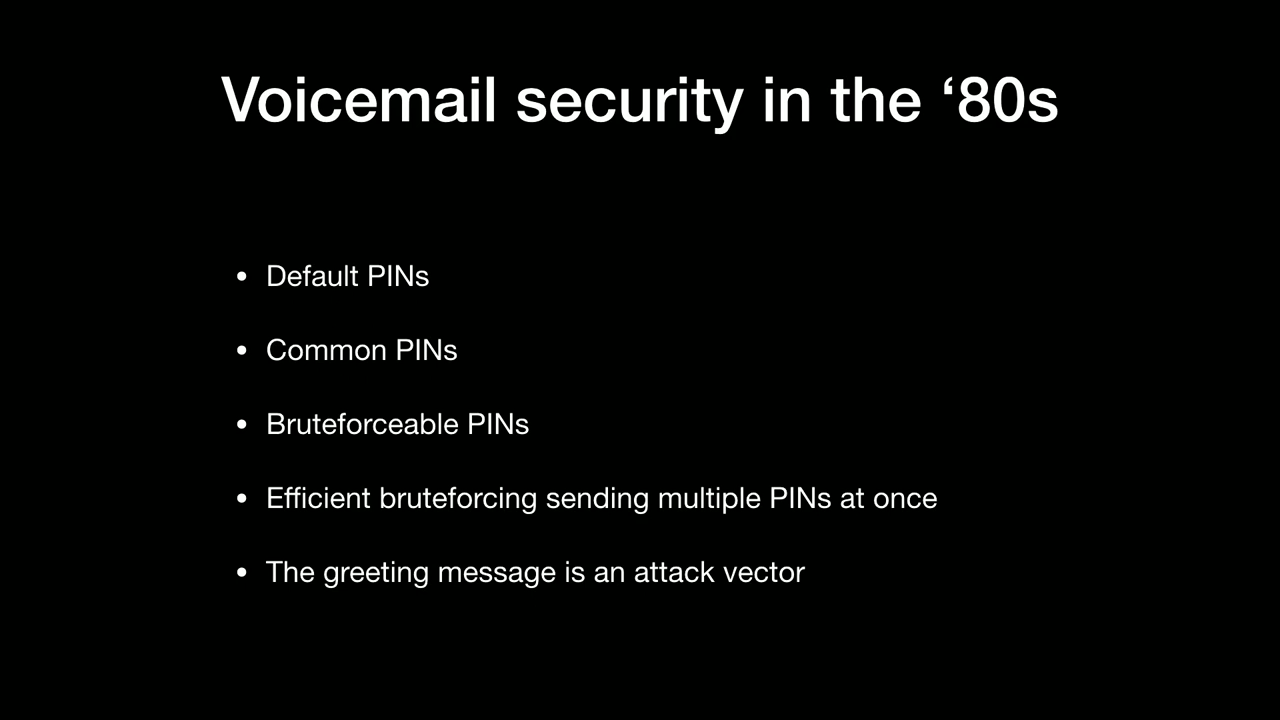 Voicemail security in the ‘80s
• Default PINs
• Common PINs
• Bruteforceable PINs
• Efficient bruteforcing sending multiple PINs at once
• The greeting message is an attack vector